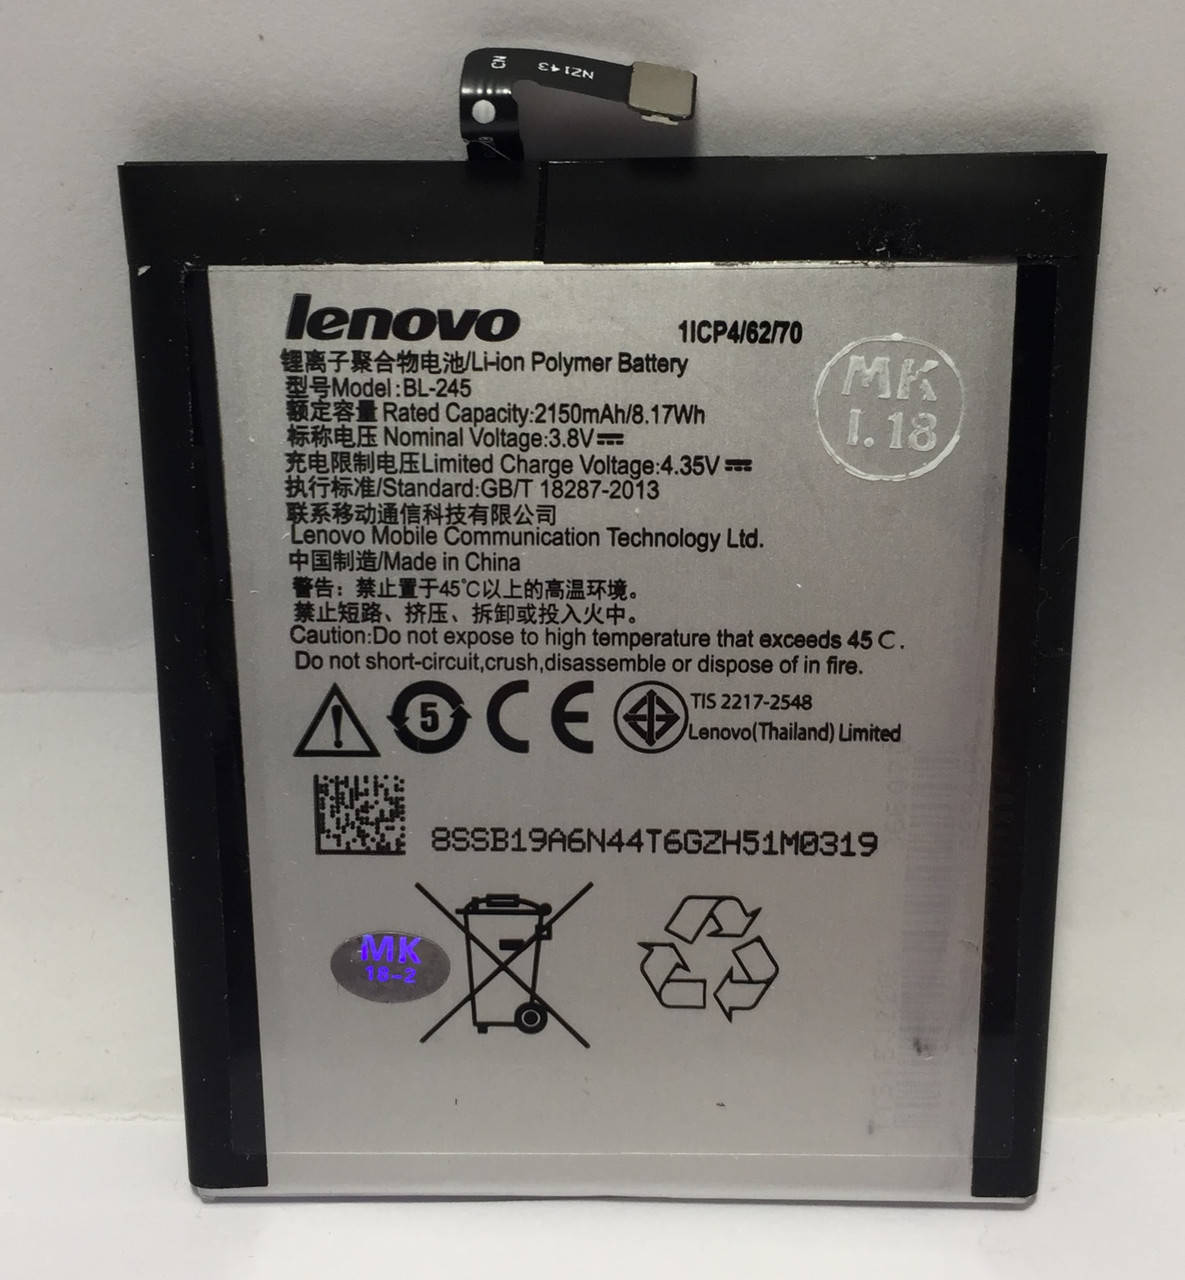 NZ143
lenovo
1ICP4/62/70
锂离子聚合物电池/Li-ion Polymer Battery
型号Model:BL-245
额定容量 Rated Capacity:2150mAh/8.17Wh
标称电压 Nominal Voltage:3.8V
充电限制电压Limited Charge Voltage:4.35V
执行标准/Standard:GB/T 18287-2013
联系移动通信科技有限公司
Lenovo Mobile Communication Technology Ltd.
中国制造/Made in China
警告：禁止置于45℃以上的高温环境。
禁止短路、挤压、拆卸或投入火中。
Caution:Do not expose to high temperature that exceeds 45 C.
Do not short-circuit,crush,disassemble or dispose of in fire.
MK
1.18
5
CE
TIS 2217-2548
Lenovo(Thailand) Limited
8SSB19A6N44T6GZH51M0319
MK
18-2